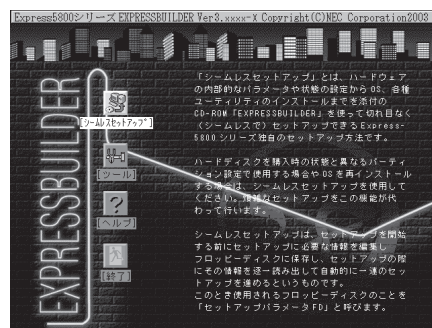 Express5800シリーズ EXPRESSBUILDER Ver3.xxxx-X Copyright(C)NEC Corporation2003
EXPRESSBUILDER
[シームレスセットアップ]
[ツール]
[ヘルプ]
[終了]
「シームレスセットアップ」とは、ハードウェア
の内部的なパラメータや状態の設定からOS、各種
ユーティリティのインストールまでを添付の
CD-ROM「EXPRESSBUILDER」を使って切れ目なく
(シームレスで)セットアップできるExpress-
5800シリーズ独自のセットアップ方法です。
ハードディスクを購入時の状態と異なるパーティ
ション設定で使用する場合やOSを再インストール
する場合は、シームレスセットアップを使用して
ください。煩雑なセットアップをこの機能が代
わって行います。
シームレスセットアップは、セットアップを開始
する前にセットアップに必要な情報を編集し
フロッピーディスクに保存し、セットアップの際
にその情報を逐一読み出して自動的に一連のセッ
トアップを進めるというものです。
このとき使用されるフロッピーディスクのことを
「セットアップパラメータFD」と呼びます。